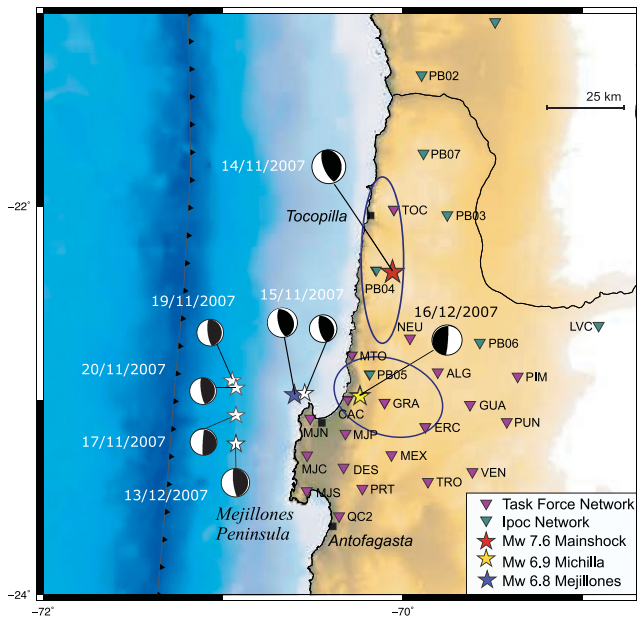 PB02
25 km
PB07
14/11/2007
-22
TOC
PB03
Tocopilla
PB04
19/11/2007
15/11/2007
16/12/2007
NEU
LVC
PB06
20/11/2007
MTO
PB05
ALG
PIM
CAC
GRA
GUA
17/11/2007
MJN
MJP
ERC
PUN
MJC
DES
MEX
VEN
13/12/2007
MJS
PRT
TRO
Mejillones
Peninsula
QC2
Antofagasta
Task Force Network
Ipoc Network
Mw 7.6 Mainshock
Mw 6.9 Michilla
Mw 6.8 Mejillones
-24
-72
-70